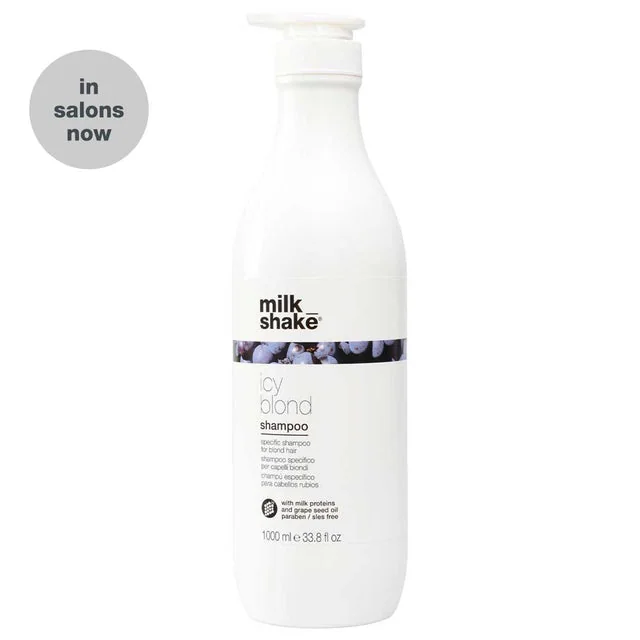 in
salons
now
milk_
shake®
icy
blond
shampoo
specific shampoo
for blond hair
shampoo specifico
per capelli biondi
champú específico
para cabellos rubios
with milk proteins
and grape seed oil
paraben / sles free
1000 ml e 33.8 fl oz